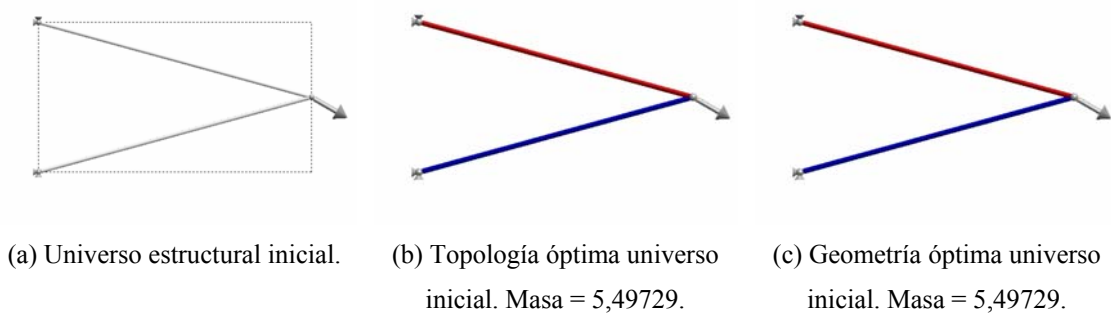 (a) Universo estructural inicial.
(b) Topología óptima universo
inicial. Masa = 5,49729.
(c) Geometría óptima universo
inicial. Masa = 5,49729.